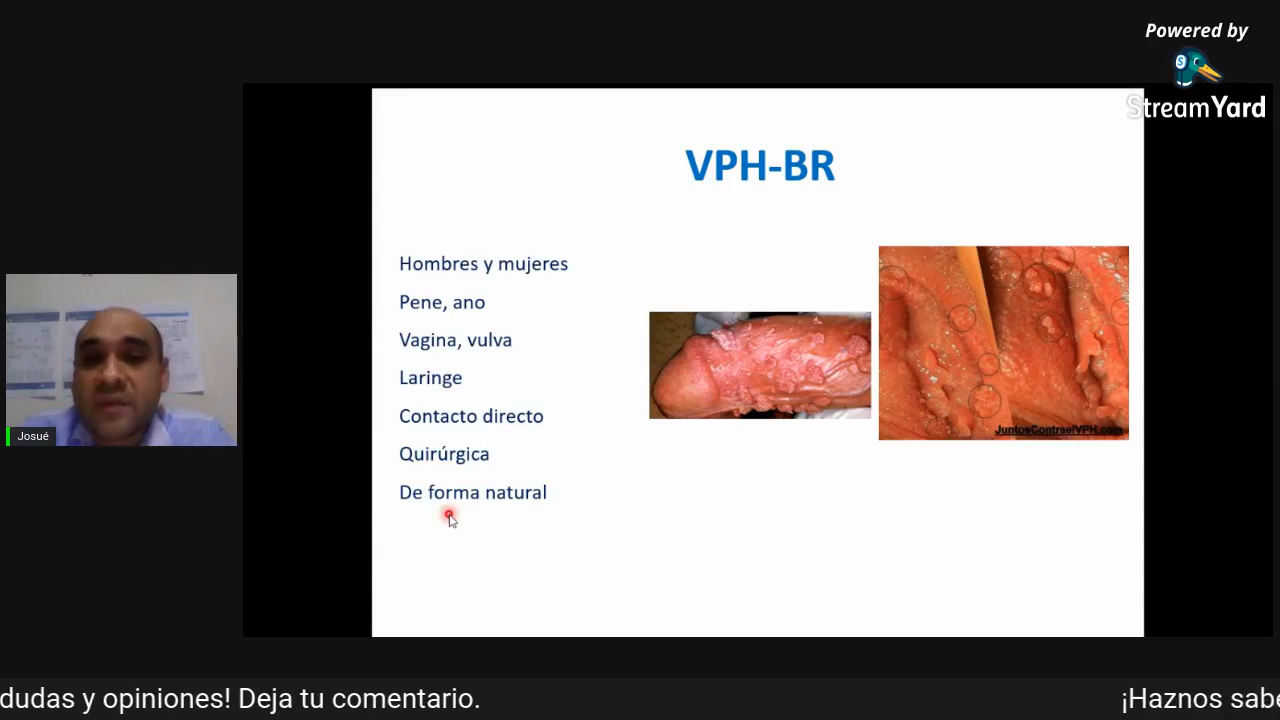 Powered by
StreamYard
VPH-BR
Hombres y mujeres
Pene, ano
Vagina, vulva
Laringe
Contacto directo
Quirúrgica
De forma natural
JuntosContraelVPH.com
Josué
dudas y opiniones! Deja tu comentario.
¡Haznos sabe